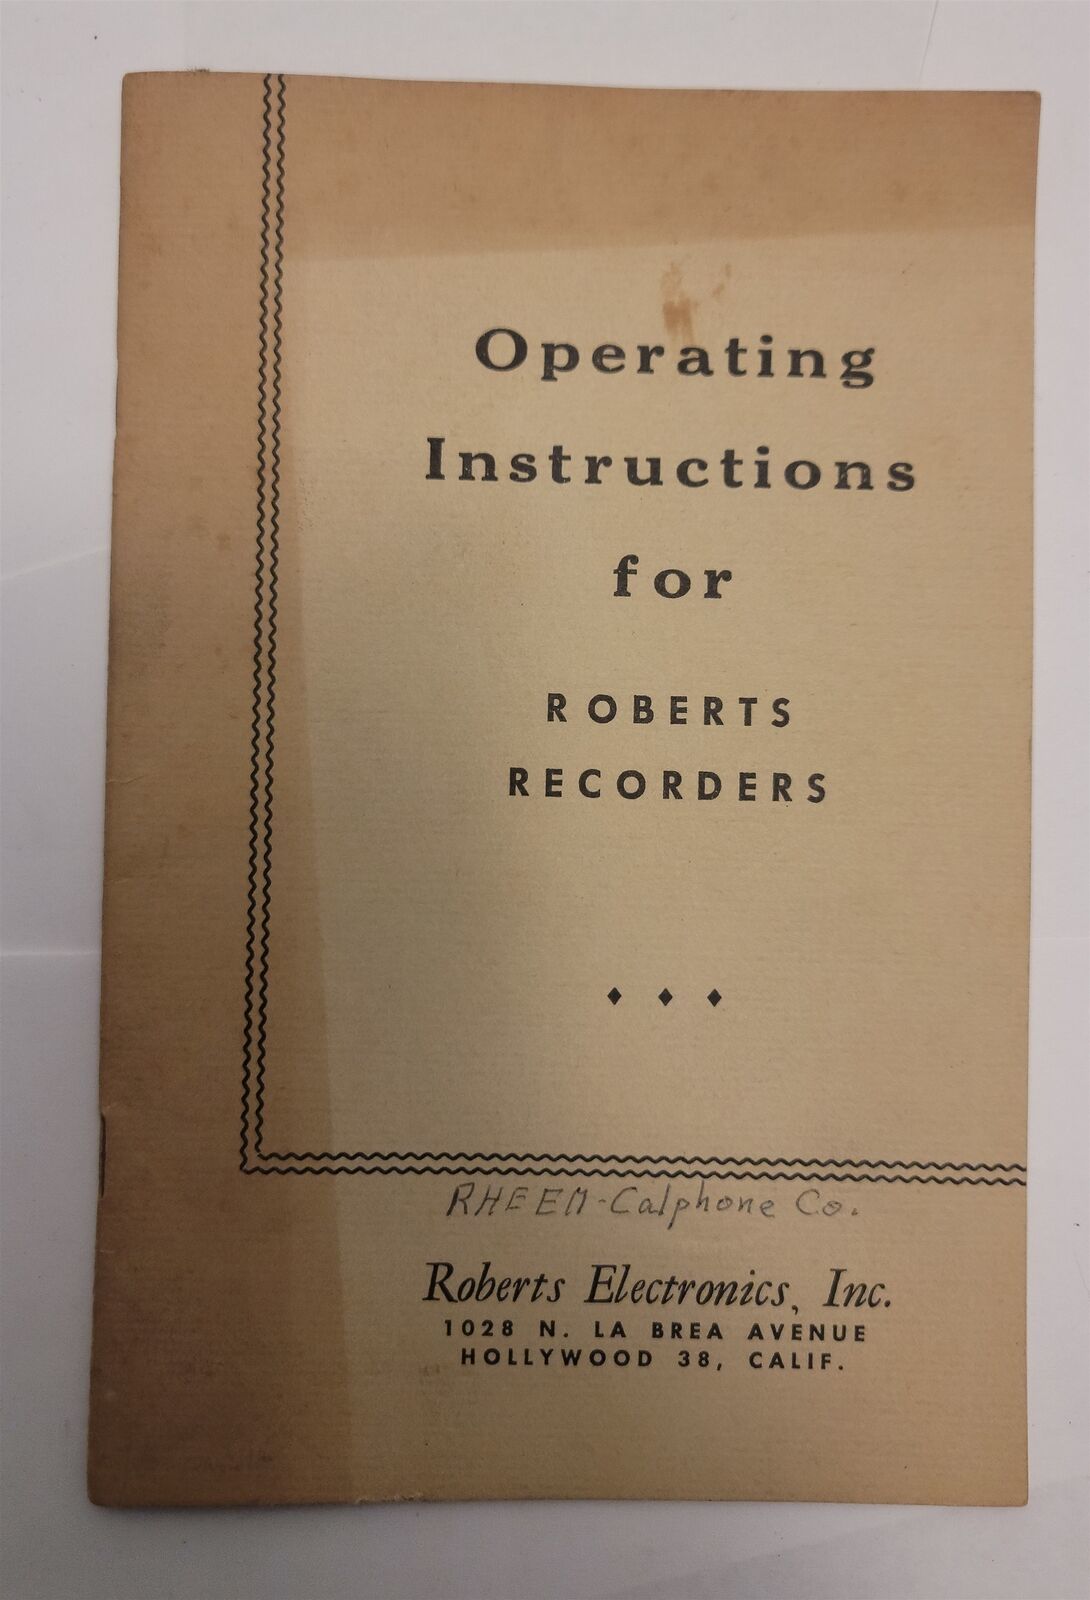 Operating
Instructions
for
ROBERTS
RECORDERS
RHEEM-Calphone Co.
Roberts Electronics, Inc.
1028 N. LA BREA AVENUE
HOLLYWOOD 38, CALIF.